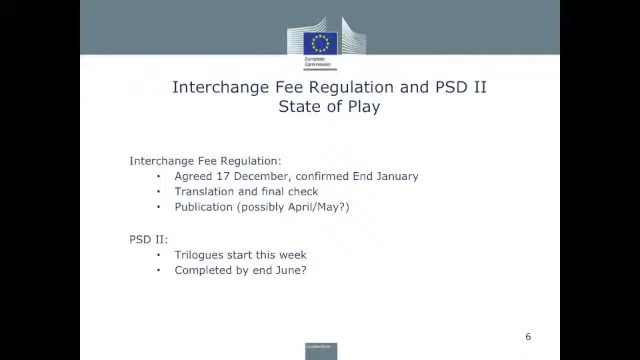 European
Commission
Interchange Fee Regulation and PSD II
State of Play
Interchange Fee Regulation:
• Agreed 17 December, confirmed End January
• Translation and final check
• Publication (possibly April/May?)
PSD II:
• Trilogues start this week
• Completed by end June?
6